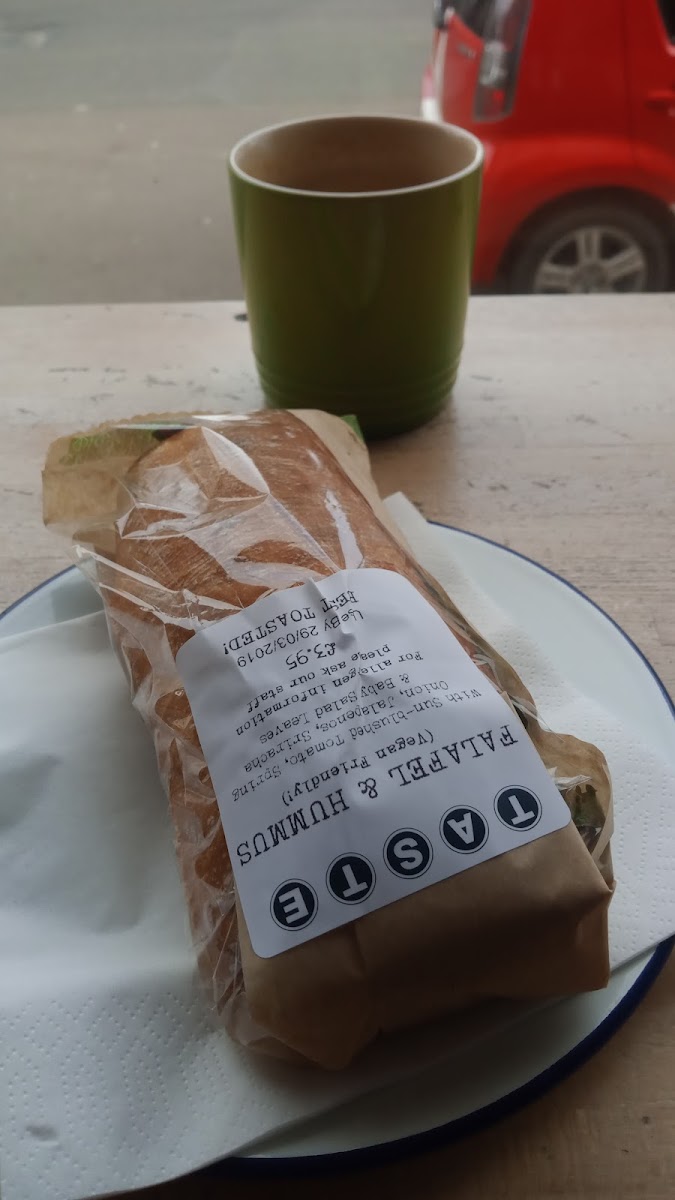 TASTE
FALAFEL & HUMMUS
(Vegan Friendly!)
With Sun-blushed Tomato, Spring
Onion, Jalapenos, Sriracha
& Baby Salad Leaves
For allergen information
please ask our staff
£3.95
UseBy 29/03/2019
BEST TOASTED!